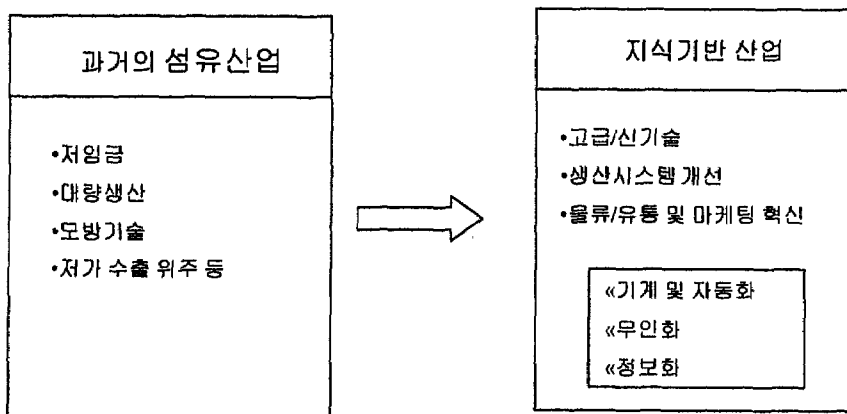 과거의 섬유산업
•저임금
•대량생산
•모방기술
•저가 수출 위주 등
지식기반 산업
•고급/신기술
•생산시스템 개선
•물류/유통 및 마케팅 혁신
«기계 및 자동화
«무인화
«정보화